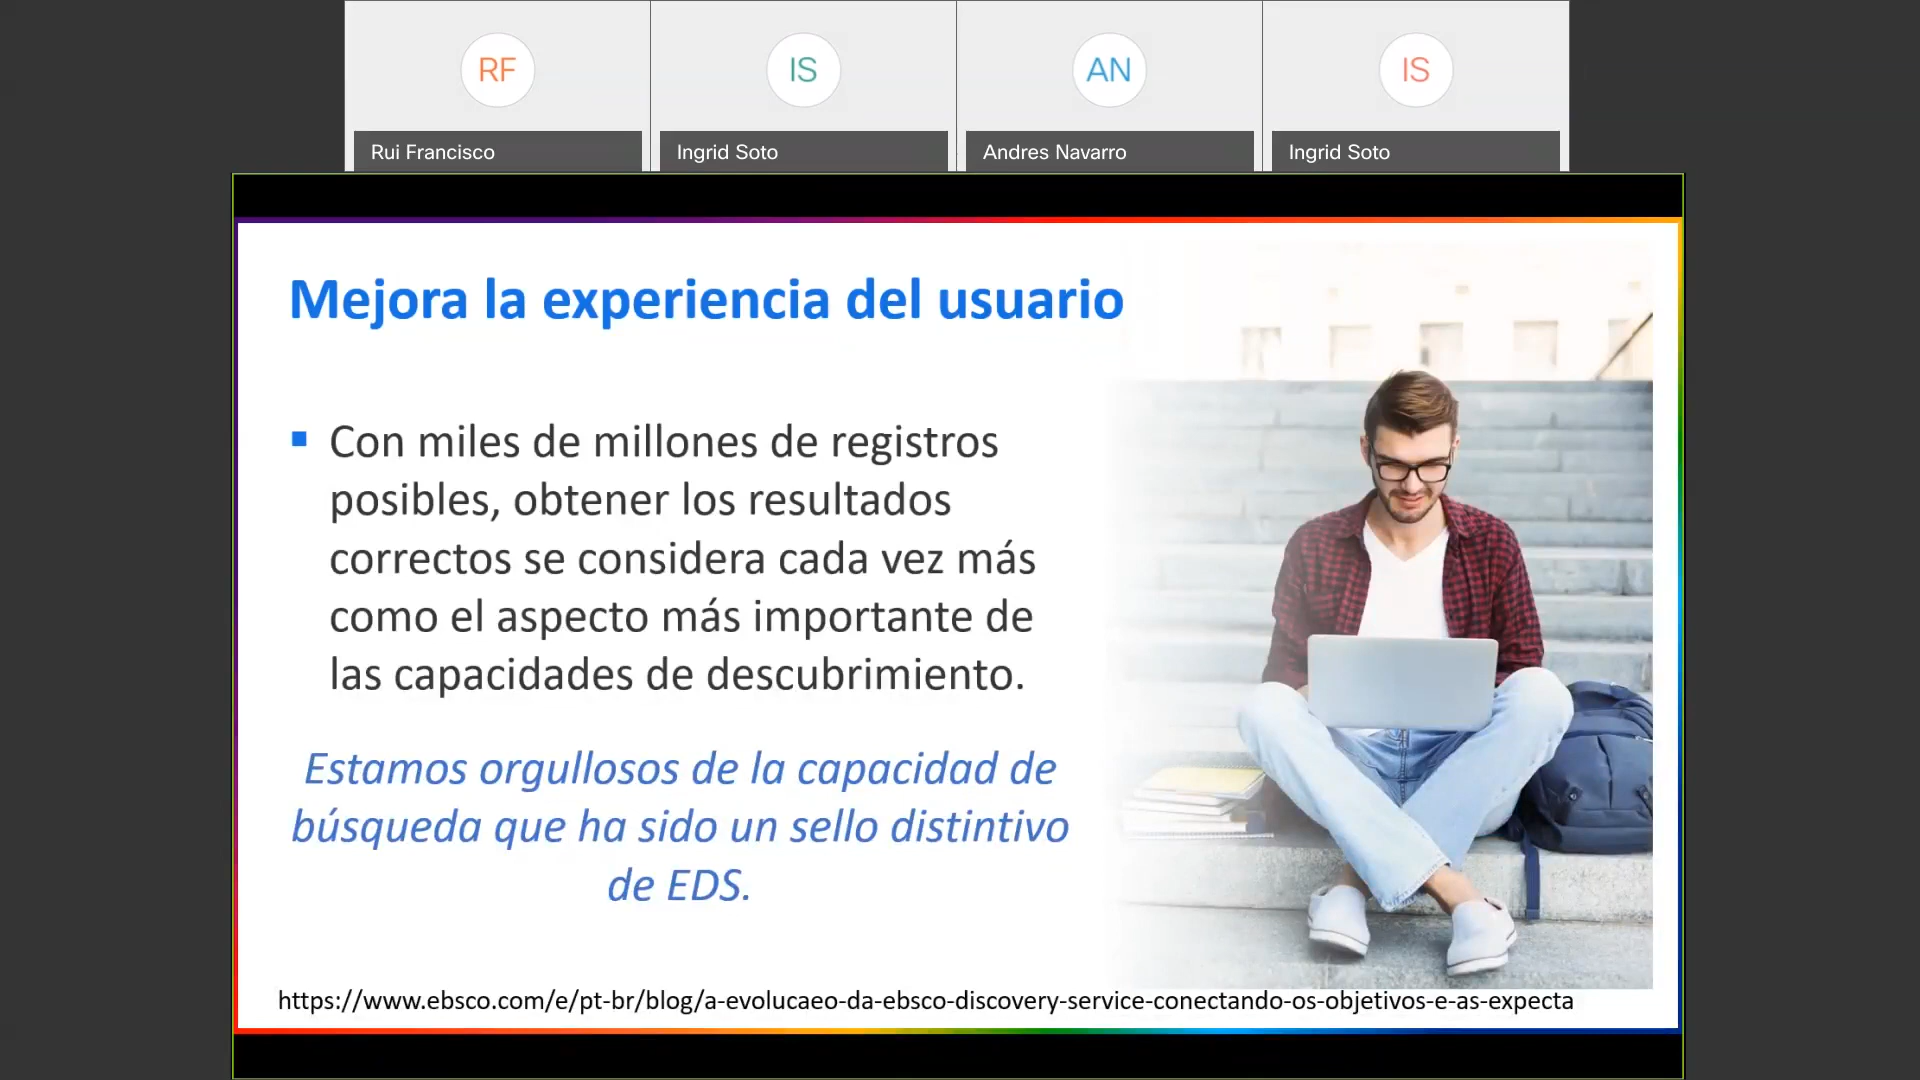 RF
IS
AN
IS
Rui Francisco
Ingrid Soto
Andres Navarro
Ingrid Soto
Mejora la experiencia del usuario
Con miles de millones de registros
posibles, obtener los resultados
correctos se considera cada vez más
como el aspecto más importante de
las capacidades de descubrimiento.
Estamos orgullosos de la capacidad de
búsqueda que ha sido un sello distintivo
de EDS.
https://www.ebsco.com/e/pt-br/blog/a-evolucaeo-da-ebsco-discovery-service-conectando-os-objetivos-e-as-expecta